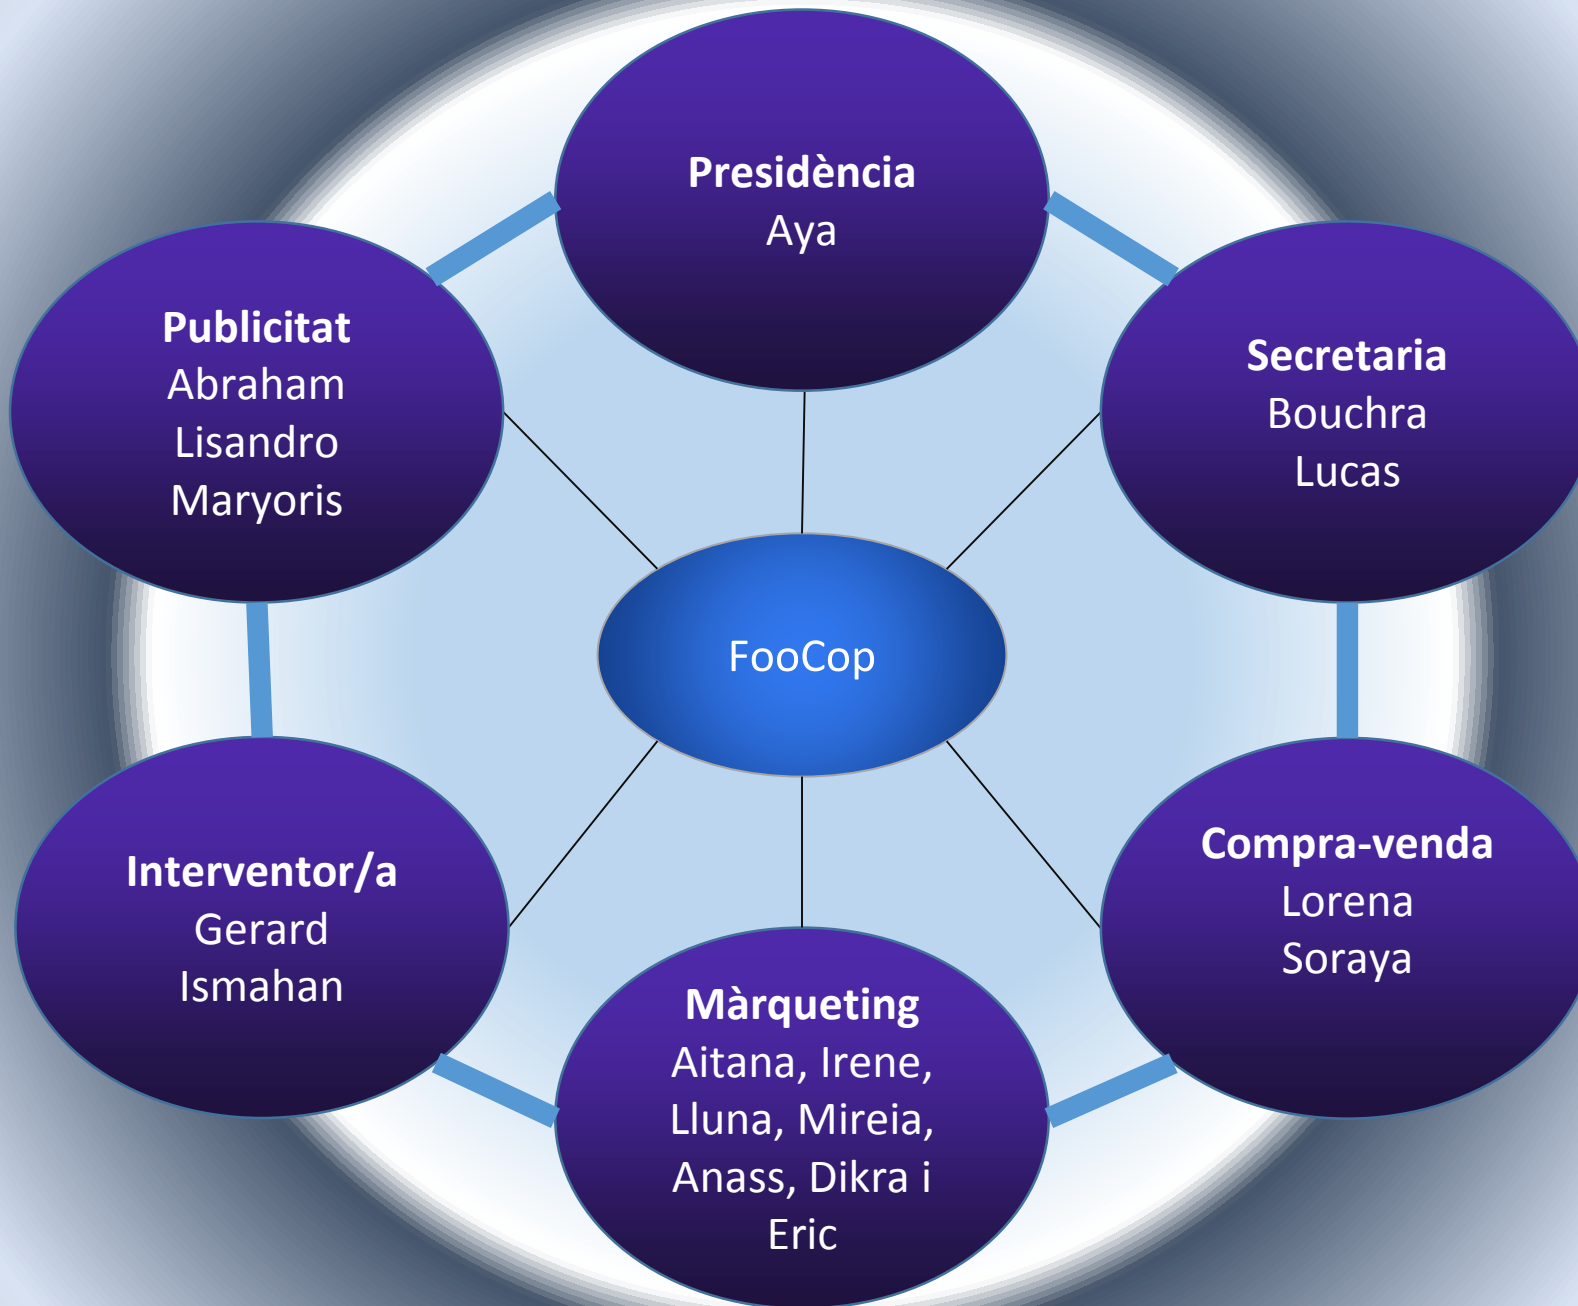 Presidència
Aya
Publicitat
Abraham
Lisandro
Maryoris
Secretaria
Bouchra
Lucas
FooCop
Interventor/a
Gerard
Ismahan
Compra-venda
Lorena
Soraya
Màrqueting
Aitana, Irene,
Lluna, Mireia,
Anass, Dikra i
Eric